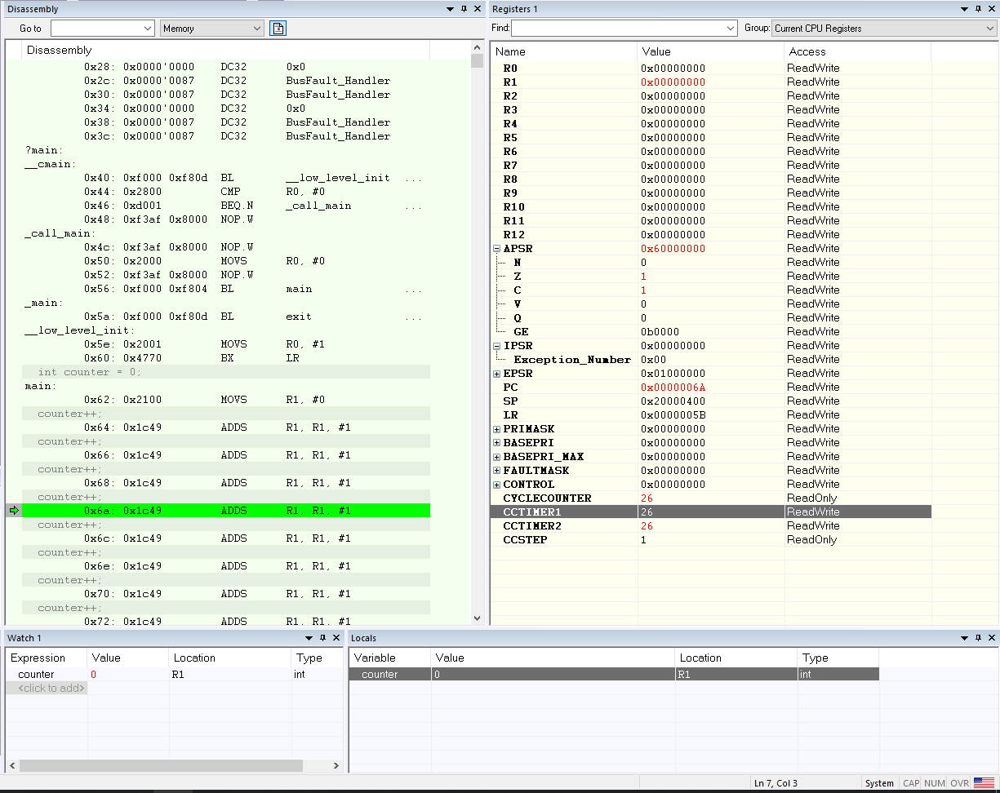 Disassembly
Go to Memory
Disassembly
0x28: 0x0000'0000 DC32 0x0
0x2c: 0x0000'0087 DC32 BusFault_Handler
0x30: 0x0000'0087 DC32 BusFault_Handler
0x34: 0x0000'0000 DC32 0x0
0x38: 0x0000'0087 DC32 BusFault_Handler
0x3c: 0x0000'0087 DC32 BusFault_Handler
?main:
__cmain:
0x40: 0xf000 0xf80d BL __low_level_init ...
0x44: 0x2800 CMP R0, #0
0x46: 0xd001 BEQ.N _call_main ...
0x48: 0xf3af 0x8000 NOP.W
_call_main:
0x4c: 0xf3af 0x8000 NOP.W
0x50: 0x2000 MOVS R0, #0
0x52: 0xf3af 0x8000 NOP.W
0x56: 0xf000 0xf804 BL main ...
_main:
0x5a: 0xf000 0xf80d BL exit ...
__low_level_init:
0x5e: 0x2001 MOVS R0, #1
0x60: 0x4770 BX LR
int counter = 0;
main:
0x62: 0x2100 MOVS R1, #0
counter++;
0x64: 0x1c49 ADDS R1, R1, #1
counter++;
0x66: 0x1c49 ADDS R1, R1, #1
counter++;
0x68: 0x1c49 ADDS R1, R1, #1
counter++;
0x6a: 0x1c49 ADDS R1, R1, #1
counter++;
0x6c: 0x1c49 ADDS R1, R1, #1
counter++;
0x6e: 0x1c49 ADDS R1, R1, #1
counter++;
0x70: 0x1c49 ADDS R1, R1, #1
counter++;
0x72: 0x1c49 ADDS R1, R1, #1
Registers 1
Find: Group: Current CPU Registers
Name Value Access
R0 0x00000000 ReadWrite
R1 0x00000000 ReadWrite
R2 0x00000000 ReadWrite
R3 0x00000000 ReadWrite
R4 0x00000000 ReadWrite
R5 0x00000000 ReadWrite
R6 0x00000000 ReadWrite
R7 0x00000000 ReadWrite
R8 0x00000000 ReadWrite
R9 0x00000000 ReadWrite
R10 0x00000000 ReadWrite
R11 0x00000000 ReadWrite
R12 0x00000000 ReadWrite
APSR 0x60000000 ReadWrite
N 0 ReadWrite
Z 1 ReadWrite
C 1 ReadWrite
V 0 ReadWrite
Q 0 ReadWrite
GE 0b0000 ReadWrite
IPSR 0x00000000 ReadWrite
Exception_Number 0x00 ReadWrite
EPSR 0x01000000 ReadWrite
PC 0x0000006A ReadWrite
SP 0x20000400 ReadWrite
LR 0x0000005B ReadWrite
PRIMASK 0x00000000 ReadWrite
BASEPRI 0x00000000 ReadWrite
BASEPRI_MAX 0x00000000 ReadWrite
FAULTMASK 0x00000000 ReadWrite
CONTROL 0x00000000 ReadWrite
CYCLECOUNTER 26 ReadOnly
CCTIMER1 26 ReadWrite
CCTIMER2 26 ReadWrite
CCSTEP 1 ReadOnly
Watch 1
Expression Value Location Type
counter 0 R1 int
<click to add>
Locals
Variable Value Location Type
counter 0 R1 int
Ln 7, Col 3 System CAP NUM OVR